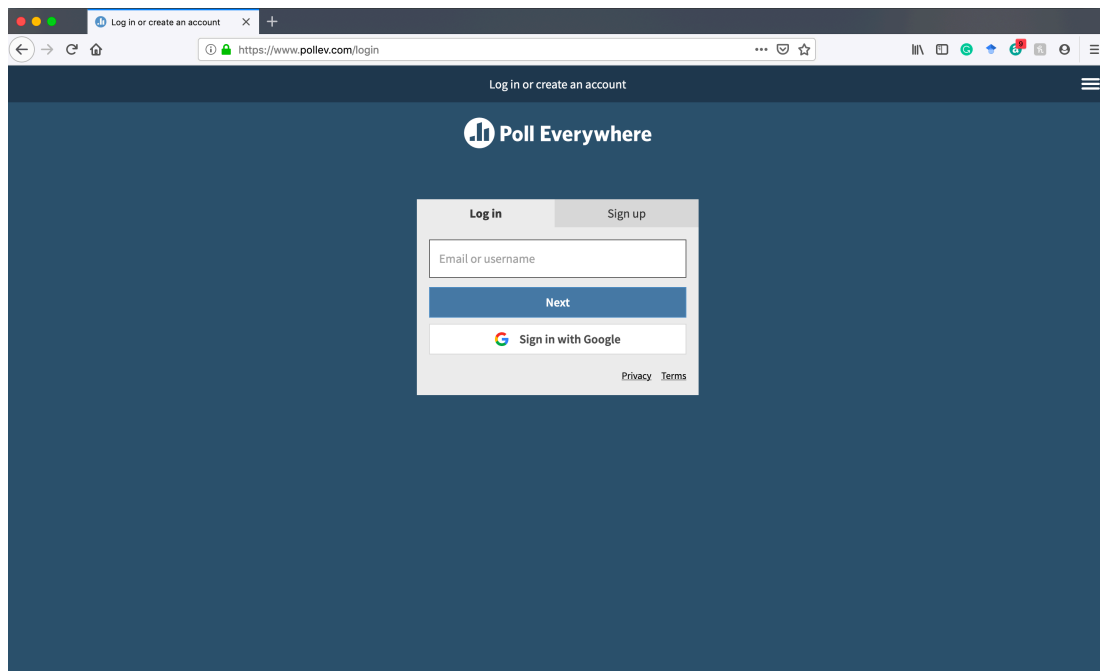 Log in or create an account
https://www.pollev.com/login
9
Log in or create an account
Poll Everywhere
Log in
Sign up
Email or username
Next
Sign in with Google
Privacy Terms